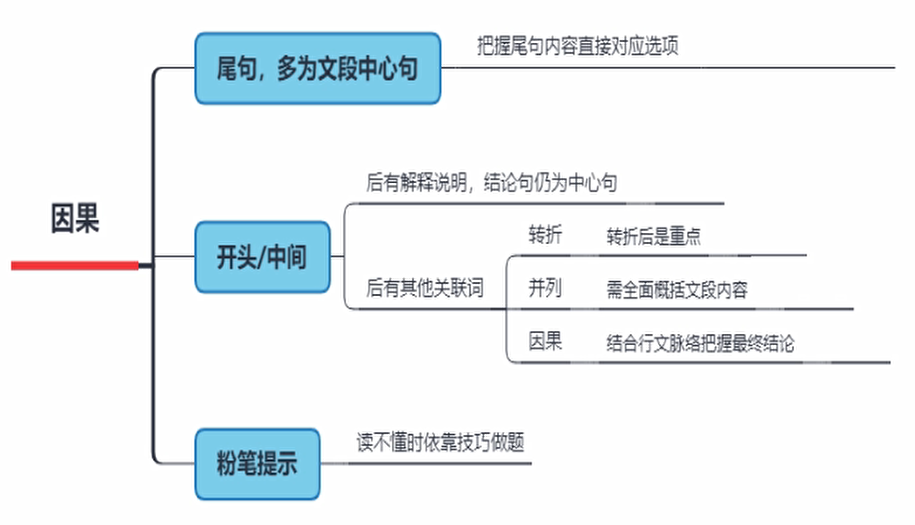 因果
尾句，多为文段中心句
把握尾句内容直接对应选项
开头/中间
后有解释说明，结论句仍为中心句
后有其他关联词
转折 转折后是重点
并列 需全面概括文段内容
因果 结合行文脉络把握最终结论
粉笔提示
读不懂时依靠技巧做题